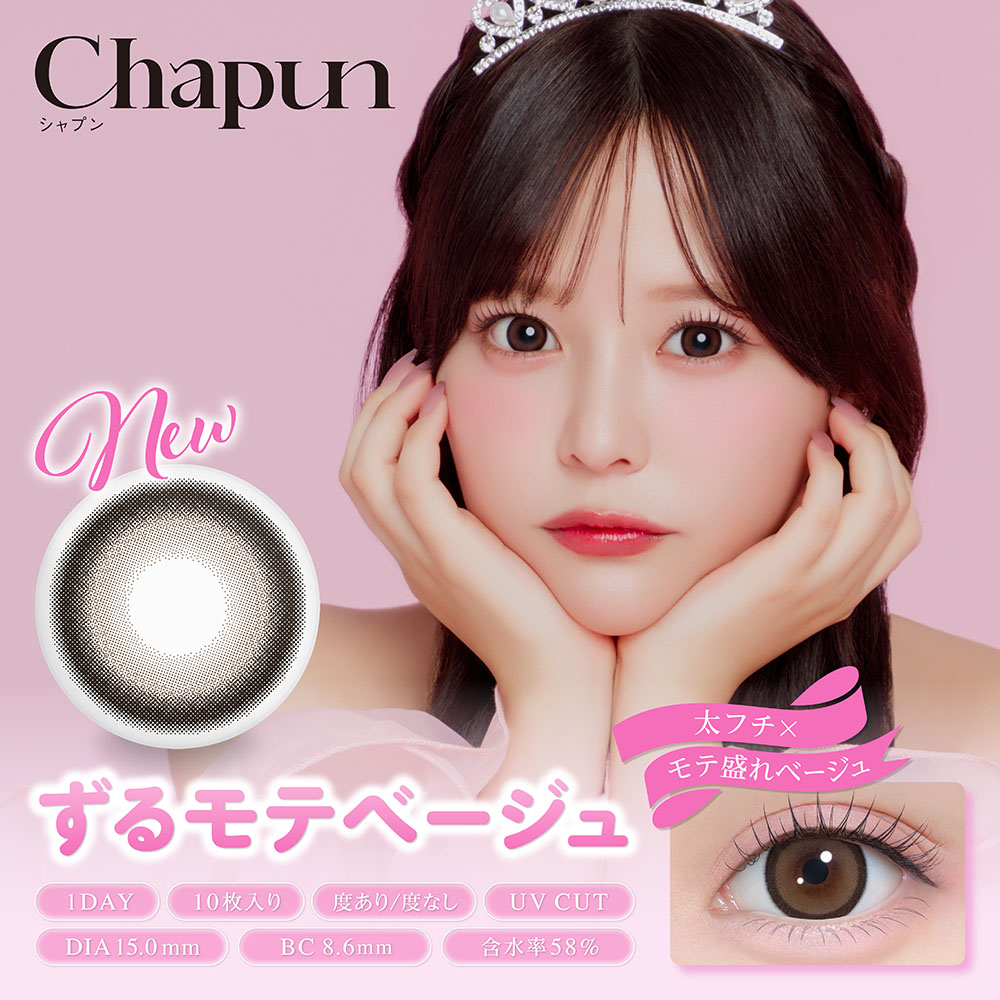 Chapun
シャプン
New
太フチ×
モテ盛れベージュ
ずるモテベージュ
1DAY
10枚入り
度あり/度なし
UV CUT
DIA 15.0mm
BC 8.6mm
含水率58%